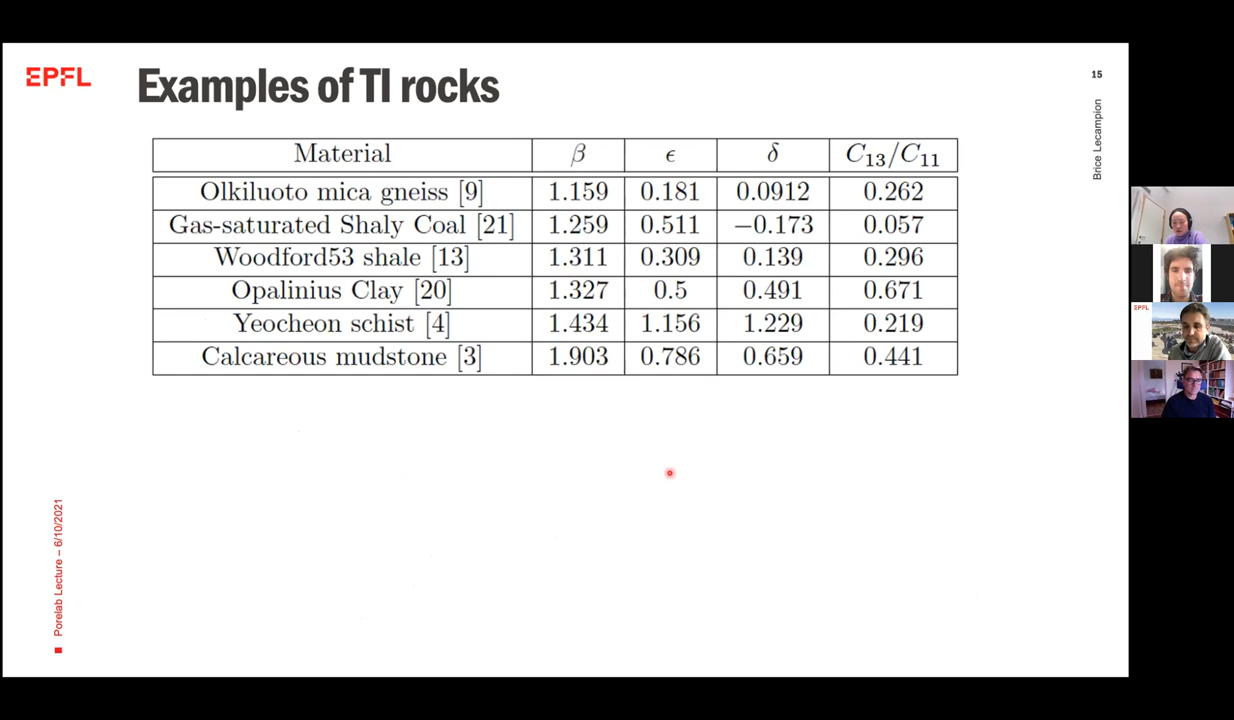 EPFL
Examples of TI rocks
15
Brice Lecampion
Material β ϵ δ C13/C11
Olkiluoto mica gneiss [9] 1.159 0.181 0.0912 0.262
Gas-saturated Shaly Coal [21] 1.259 0.511 −0.173 0.057
Woodford53 shale [13] 1.311 0.309 0.139 0.296
Opalinius Clay [20] 1.327 0.5 0.491 0.671
Yeocheon schist [4] 1.434 1.156 1.229 0.219
Calcareous mudstone [3] 1.903 0.786 0.659 0.441
Porelab Lecture – 6/10/2021
EPFL